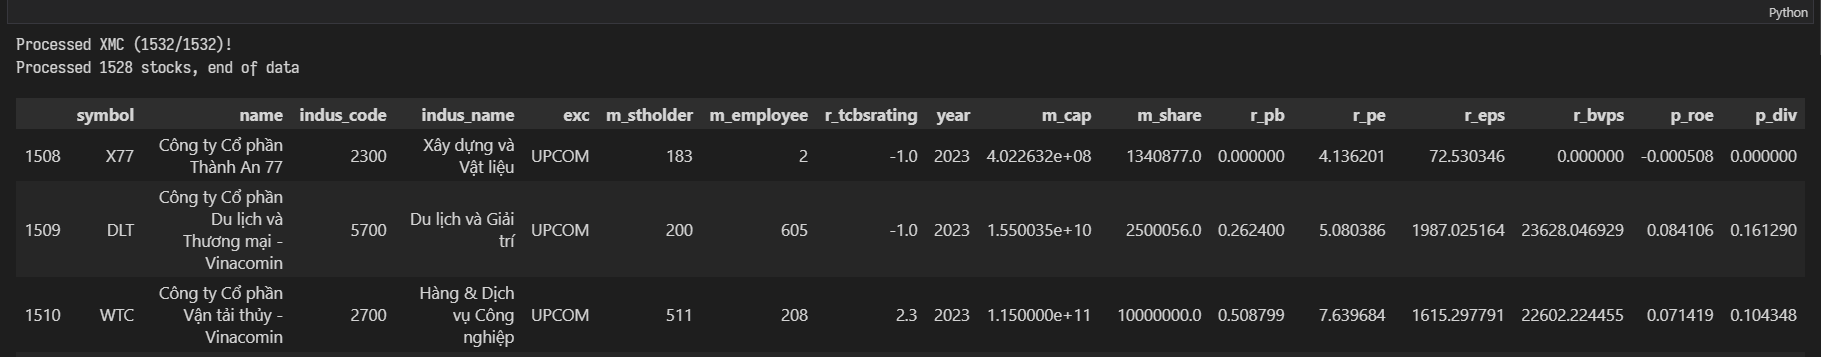 Python
Processed XMC (1532/1532)!
Processed 1528 stocks, end of data
symbol name indus_code indus_name exc m_stholder m_employee r_tcbsrating year m_cap m_share r_pb r_pe r_eps r_bvps p_roe p_div
1508 X77 Công ty Cổ phần Thành An 77 2300 Xây dựng và Vật liệu UPCOM 183 2 -1.0 2023 4.022632e+08 1340877.0 0.000000 4.136201 72.530346 0.000000 -0.000508 0.000000
1509 DLT Công ty Cổ phần Du lịch và Thương mại - Vinacomin 5700 Du lịch và Giải trí UPCOM 200 605 -1.0 2023 1.550035e+10 2500056.0 0.262400 5.080386 1987.025164 23628.046929 0.084106 0.161290
1510 WTC Công ty Cổ phần Vận tải thủy - Vinacomin 2700 Hàng & Dịch vụ Công nghiệp UPCOM 511 208 2.3 2023 1.150000e+11 10000000.0 0.508799 7.639684 1615.297791 22602.224455 0.071419 0.104348